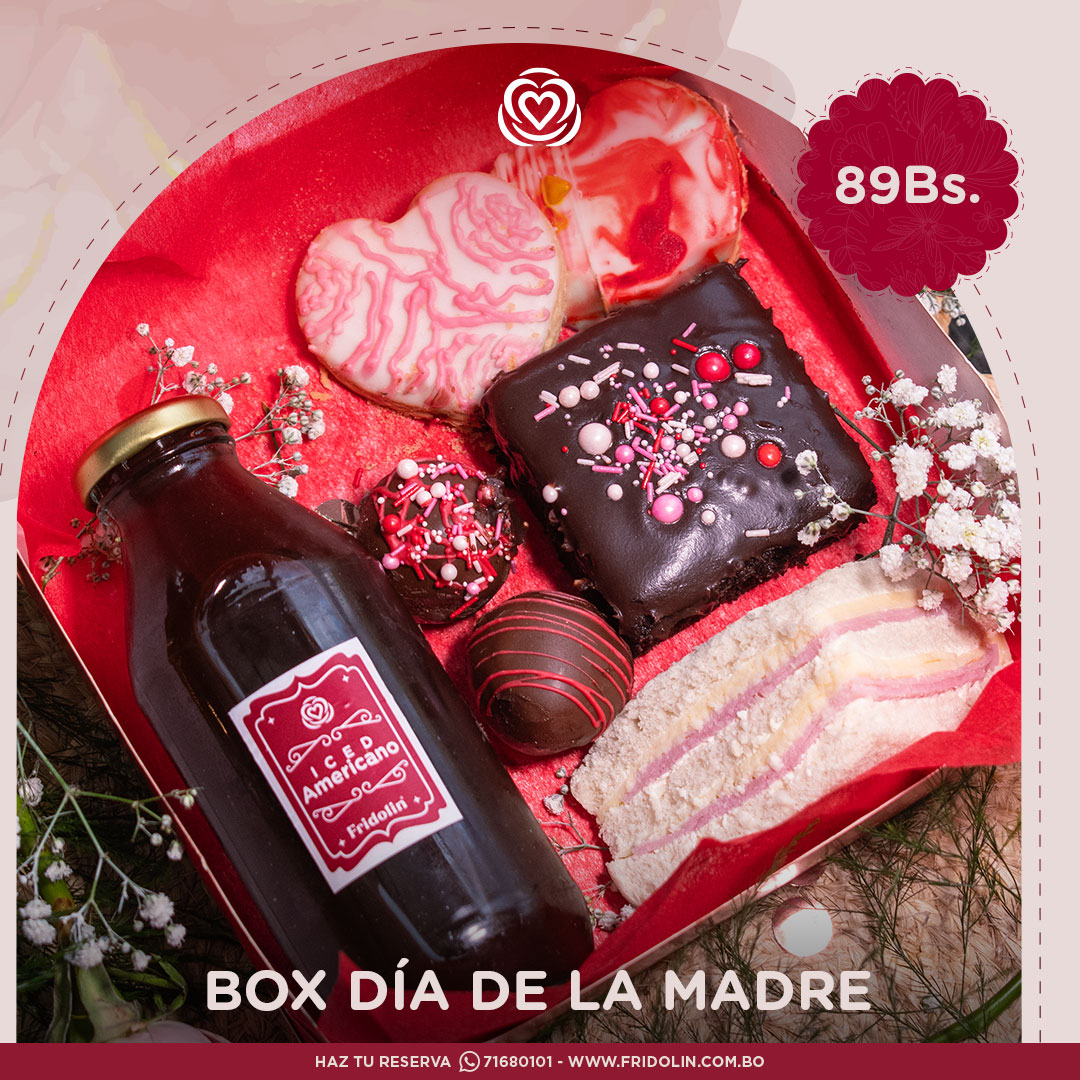 89Bs.
ICED
Americano
Fridolin
BOX DÍA DE LA MADRE
HAZ TU RESERVA 71680101 - WWW.FRIDOLIN.COM.BO